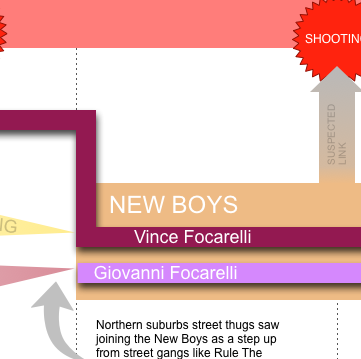 SHOOTIN
SUSPECTED
LINK
NEW BOYS
NG
Vince Focarelli
Giovanni Focarelli
Northern suburbs street thugs saw
joining the New Boys as a step up
from street gangs like Rule The